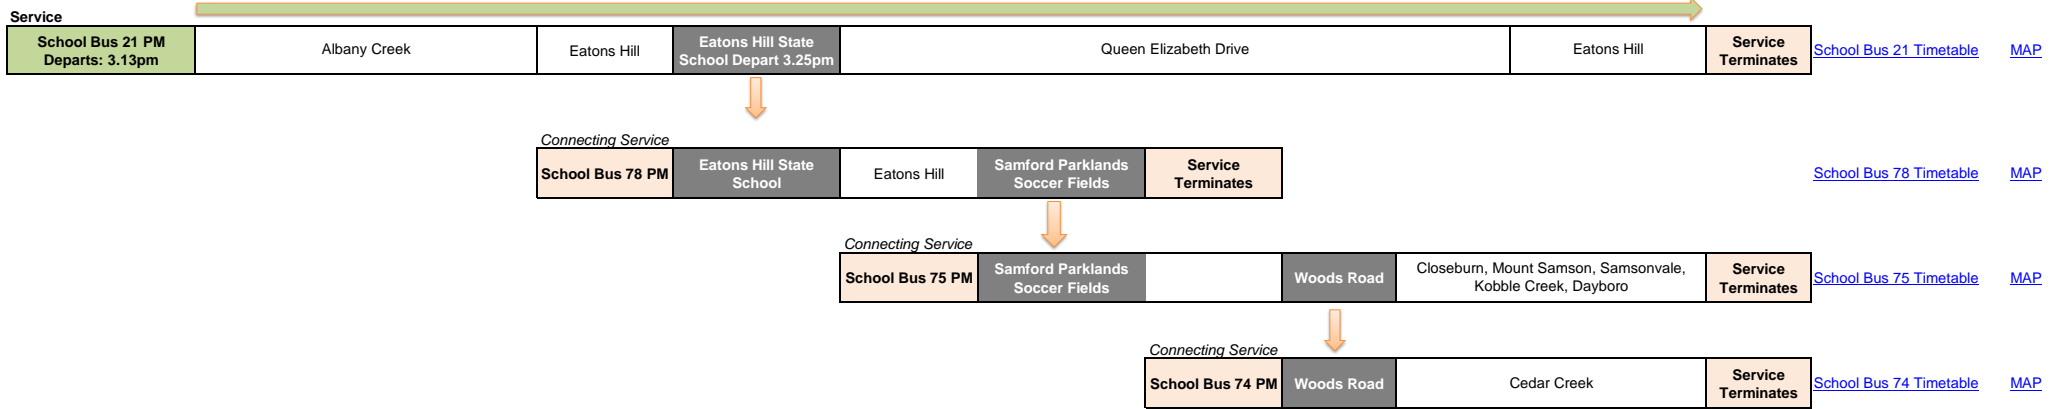 Service
School Bus 21 PM
Departs: 3.13pm
Albany Creek
Eatons Hill
Eatons Hill State
School Depart 3.25pm
Queen Elizabeth Drive
Eatons Hill
Service
Terminates
School Bus 21 Timetable
MAP
Connecting Service
School Bus 78 PM
Eatons Hill State
School
Eatons Hill
Samford Parklands
Soccer Fields
Service
Terminates
School Bus 78 Timetable
MAP
Connecting Service
School Bus 75 PM
Samford Parklands
Soccer Fields
Woods Road
Closeburn, Mount Samson, Samsonvale,
Kobble Creek, Dayboro
Service
Terminates
School Bus 75 Timetable
MAP
Connecting Service
School Bus 74 PM
Woods Road
Cedar Creek
Service
Terminates
School Bus 74 Timetable
MAP